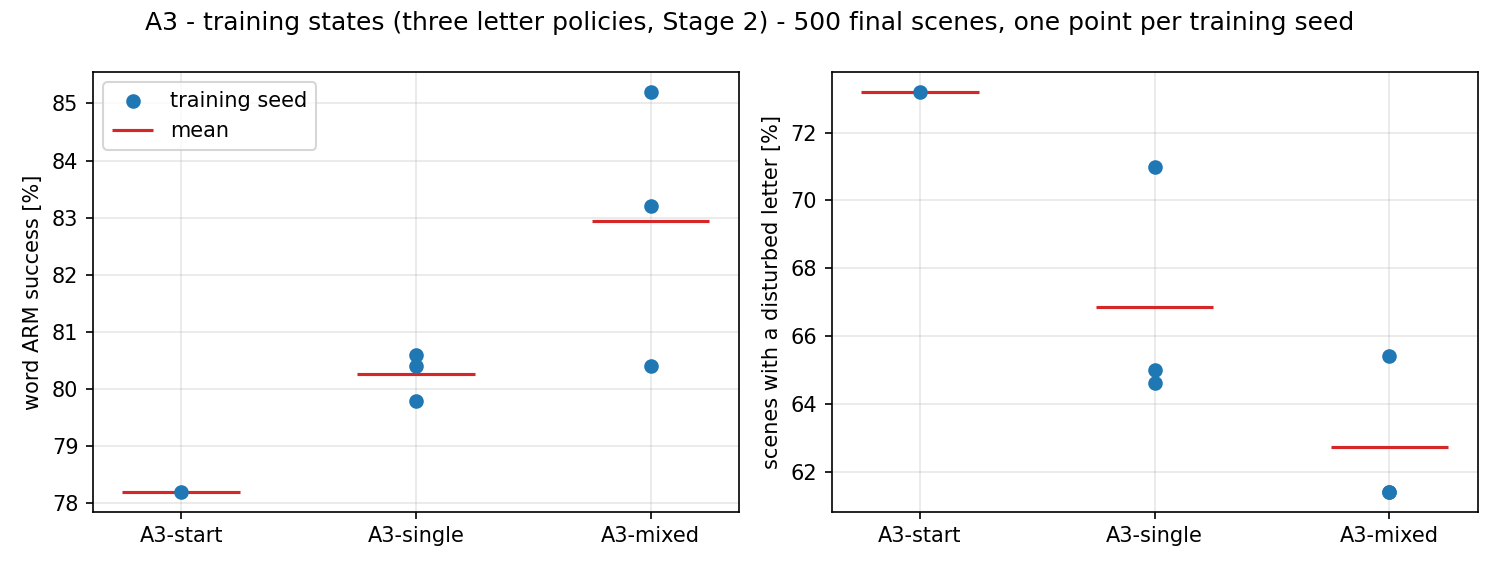 A3 - training states (three letter policies, Stage 2) - 500 final scenes, one point per training seed
word ARM success [%]
85
84
83
82
81
80
79
78
training seed
mean
A3-start
A3-single
A3-mixed
scenes with a disturbed letter [%]
72
70
68
66
64
62
A3-start
A3-single
A3-mixed